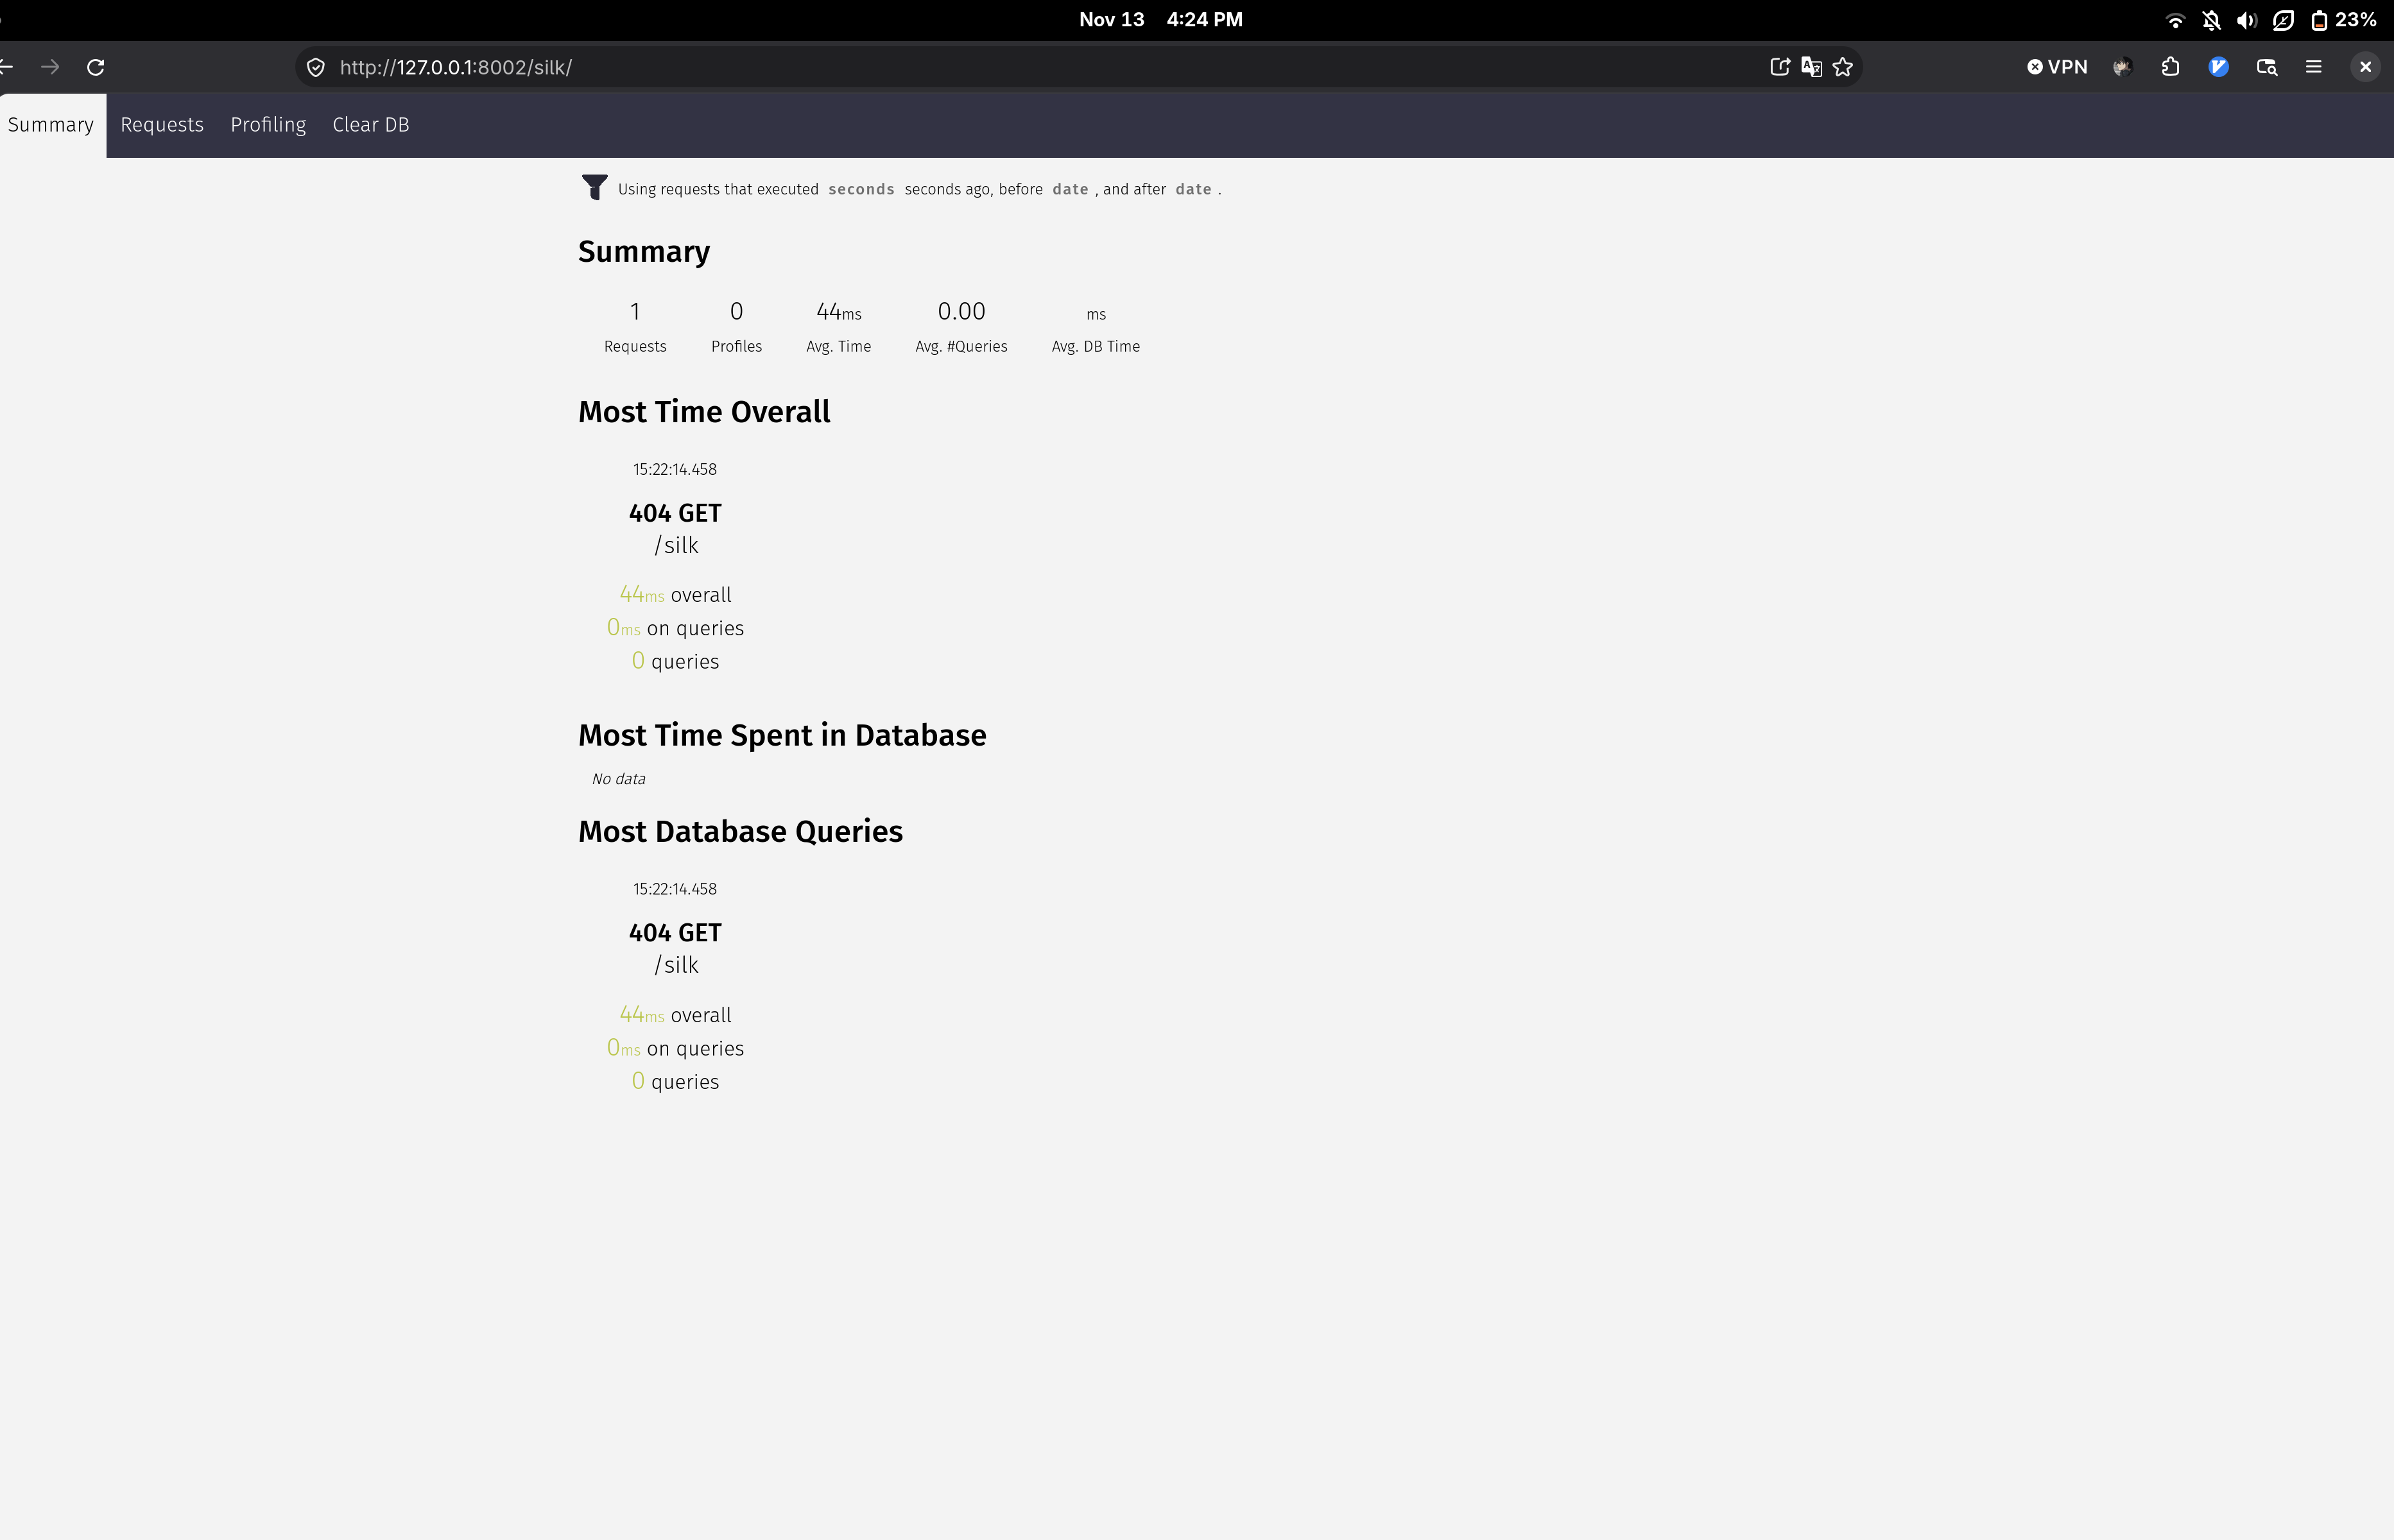 Nov 13 4:24 PM
23%
http://127.0.0.1:8002/silk/
VPN
Summary Requests Profiling Clear DB
Using requests that executed seconds seconds ago, before date , and after date .
Summary
1 0 44ms 0.00 ms
Requests Profiles Avg. Time Avg. #Queries Avg. DB Time
Most Time Overall
15:22:14.458
404 GET
/silk
44ms overall
0ms on queries
0 queries
Most Time Spent in Database
No data
Most Database Queries
15:22:14.458
404 GET
/silk
44ms overall
0ms on queries
0 queries